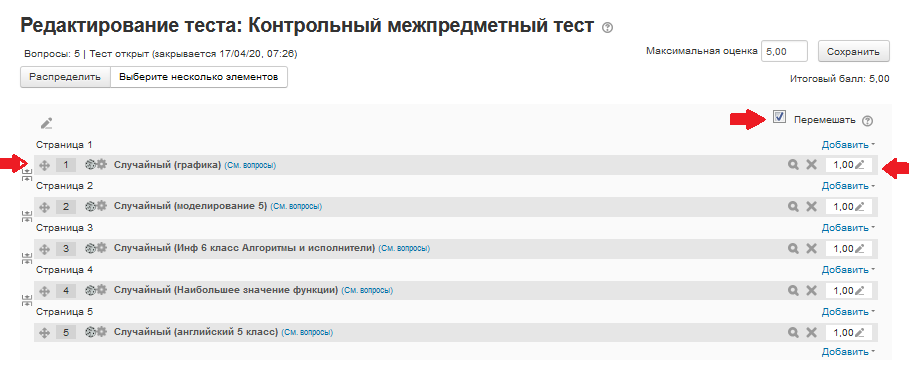 Редактирование теста: Контрольный межпредметный тест
Вопросы: 5 | Тест открыт (закрывается 17/04/20, 07:26)
Максимальная оценка 5,00 Сохранить
Распределить Выберите несколько элементов
Итоговый балл: 5,00
Перемешать
Страница 1 Добавить
1 Случайный (графика) (См. вопросы) 1,00
Страница 2 Добавить
2 Случайный (моделирование 5) (См. вопросы) 1,00
Страница 3 Добавить
3 Случайный (Инф 6 класс Алгоритмы и исполнители) (См. вопросы) 1,00
Страница 4 Добавить
4 Случайный (Наибольшее значение функции) (См. вопросы) 1,00
Страница 5 Добавить
5 Случайный (английский 5 класс) (См. вопросы) 1,00
Добавить